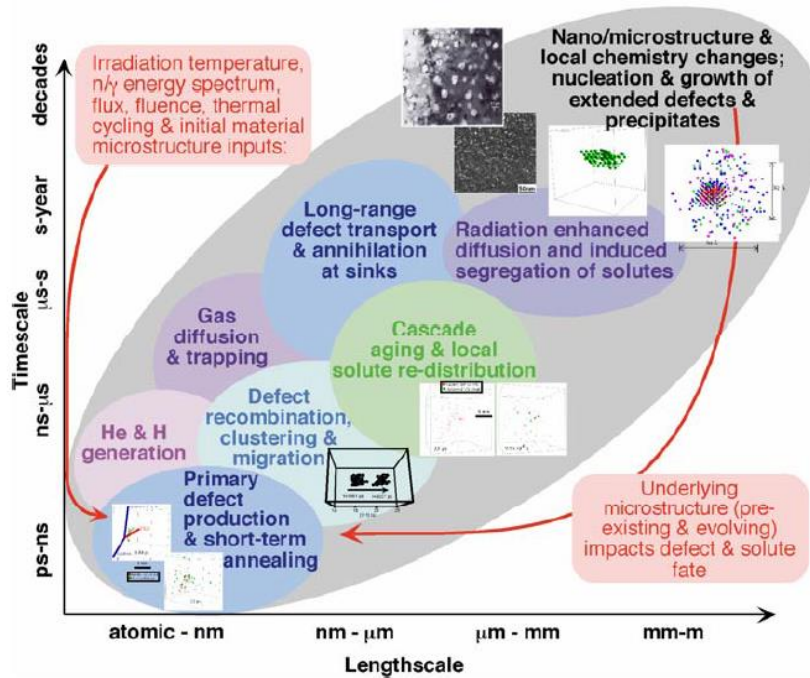 Irradiation temperature,
n/γ energy spectrum,
flux, fluence, thermal
cycling & initial material
microstructure inputs:
Nano/microstructure &
local chemistry changes;
nucleation & growth of
extended defects &
precipitates
50nm
Long-range
defect transport
& annihilation
at sinks
Radiation enhanced
diffusion and induced
segregation of solutes
Gas
diffusion
& trapping
Cascade
aging & local
solute re-distribution
Defect
recombination,
clustering &
migration
He & H
generation
Primary
defect
production
& short-term
annealing
Underlying
microstructure (pre-
existing & evolving)
impacts defect & solute
fate
Timescale
decades
s-year
μs-s
ns-μs
ps-ns
atomic - nm
nm - μm
μm - mm
mm-m
Lengthscale